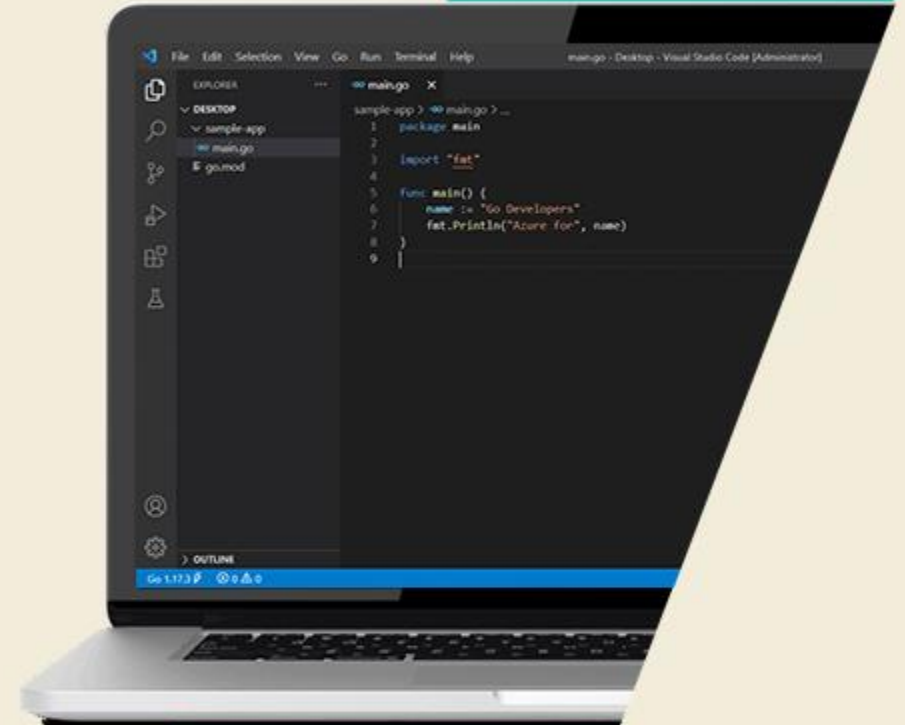 File Edit Selection View Go Run Terminal Help
main.go - Desktop - Visual Studio Code [Administrator]
EXPLORER ...
DESKTOP
sample-app
main.go
go.mod
OUTLINE
main.go X
sample-app > main.go > ...
1 package main
2
3 import "fmt"
4
5 func main() {
6 name := "Go Developers"
7 fmt.Println("Azure for", name)
8 }
9
Go 1.17.3 0 0